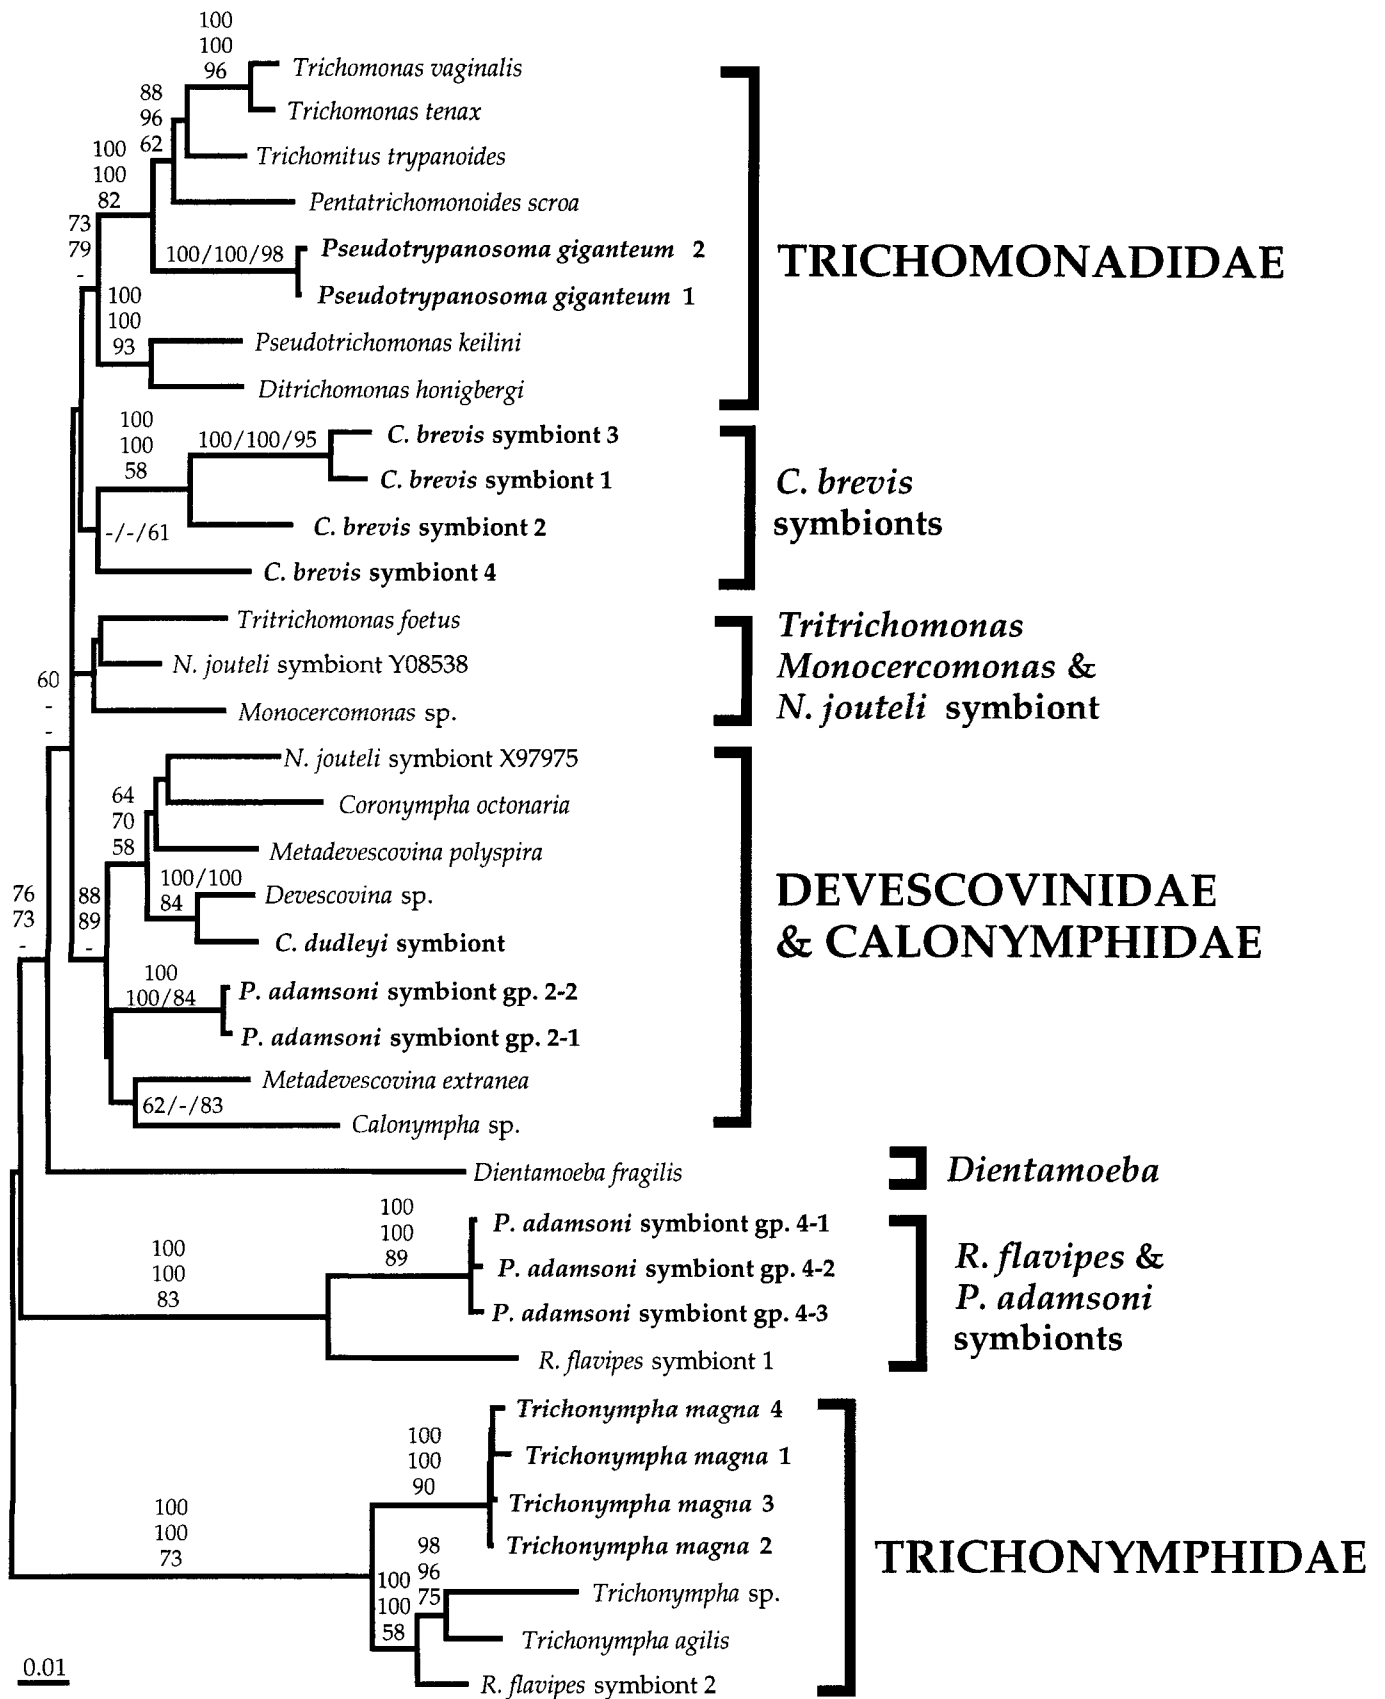 100
100
96
Trichomonas vaginalis
Trichomonas tenax
88
96
62
Trichomitus trypanoides
100
100
82
Pentatrichomonoides scroa
73
79
-
100/100/98
Pseudotrypanosoma giganteum 2
Pseudotrypanosoma giganteum 1
TRICHOMONADIDAE
100
100
93
Pseudotrichomonas keilini
Ditrichomonas honigbergi
100
100
58
100/100/95
C. brevis symbiont 3
C. brevis symbiont 1
C. brevis symbiont 2
-/-/61
C. brevis symbiont 4
C. brevis
symbionts
Tritrichomonas foetus
N. jouteli symbiont Y08538
Monocercomonas sp.
Tritrichomonas
Monocercomonas &
N. jouteli symbiont
60
-
-
N. jouteli symbiont X97975
Coronympha octonaria
64
70
58
Metadevescovina polyspira
100/100
84
Devescovina sp.
C. dudleyi symbiont
76
73
-
88
89
-
100
100/84
P. adamsoni symbiont gp. 2-2
P. adamsoni symbiont gp. 2-1
Metadevescovina extranea
62/-/83
Calonympha sp.
DEVESCOVINIDAE
& CALONYMPHIDAE
Dientamoeba fragilis
Dientamoeba
100
100
89
P. adamsoni symbiont gp. 4-1
P. adamsoni symbiont gp. 4-2
P. adamsoni symbiont gp. 4-3
100
100
83
R. flavipes symbiont 1
R. flavipes &
P. adamsoni
symbionts
Trichonympha magna 4
100
100
90
Trichonympha magna 1
Trichonympha magna 3
Trichonympha magna 2
100
100
73
98
96
75
100
100
58
Trichonympha sp.
Trichonympha agilis
R. flavipes symbiont 2
TRICHONYMPHIDAE
0.01